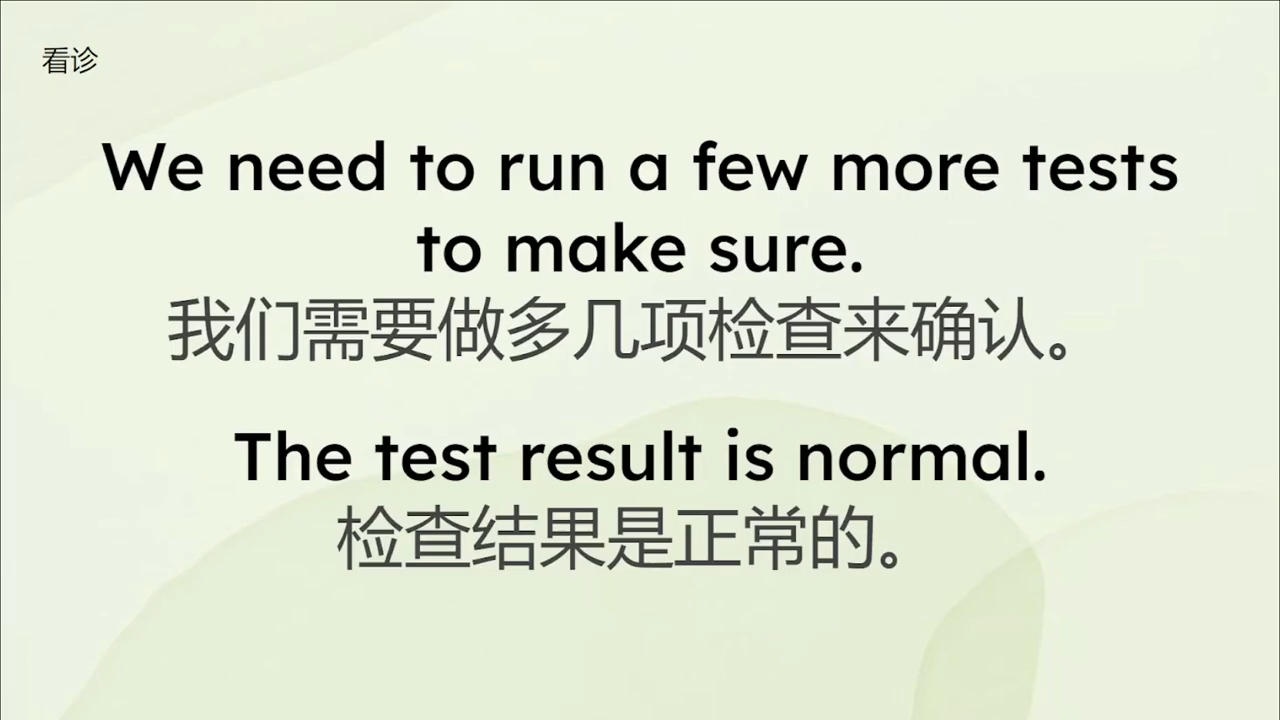 看诊
We need to run a few more tests
to make sure.
我们需要做多几项检查来确认。
The test result is normal.
检查结果是正常的。